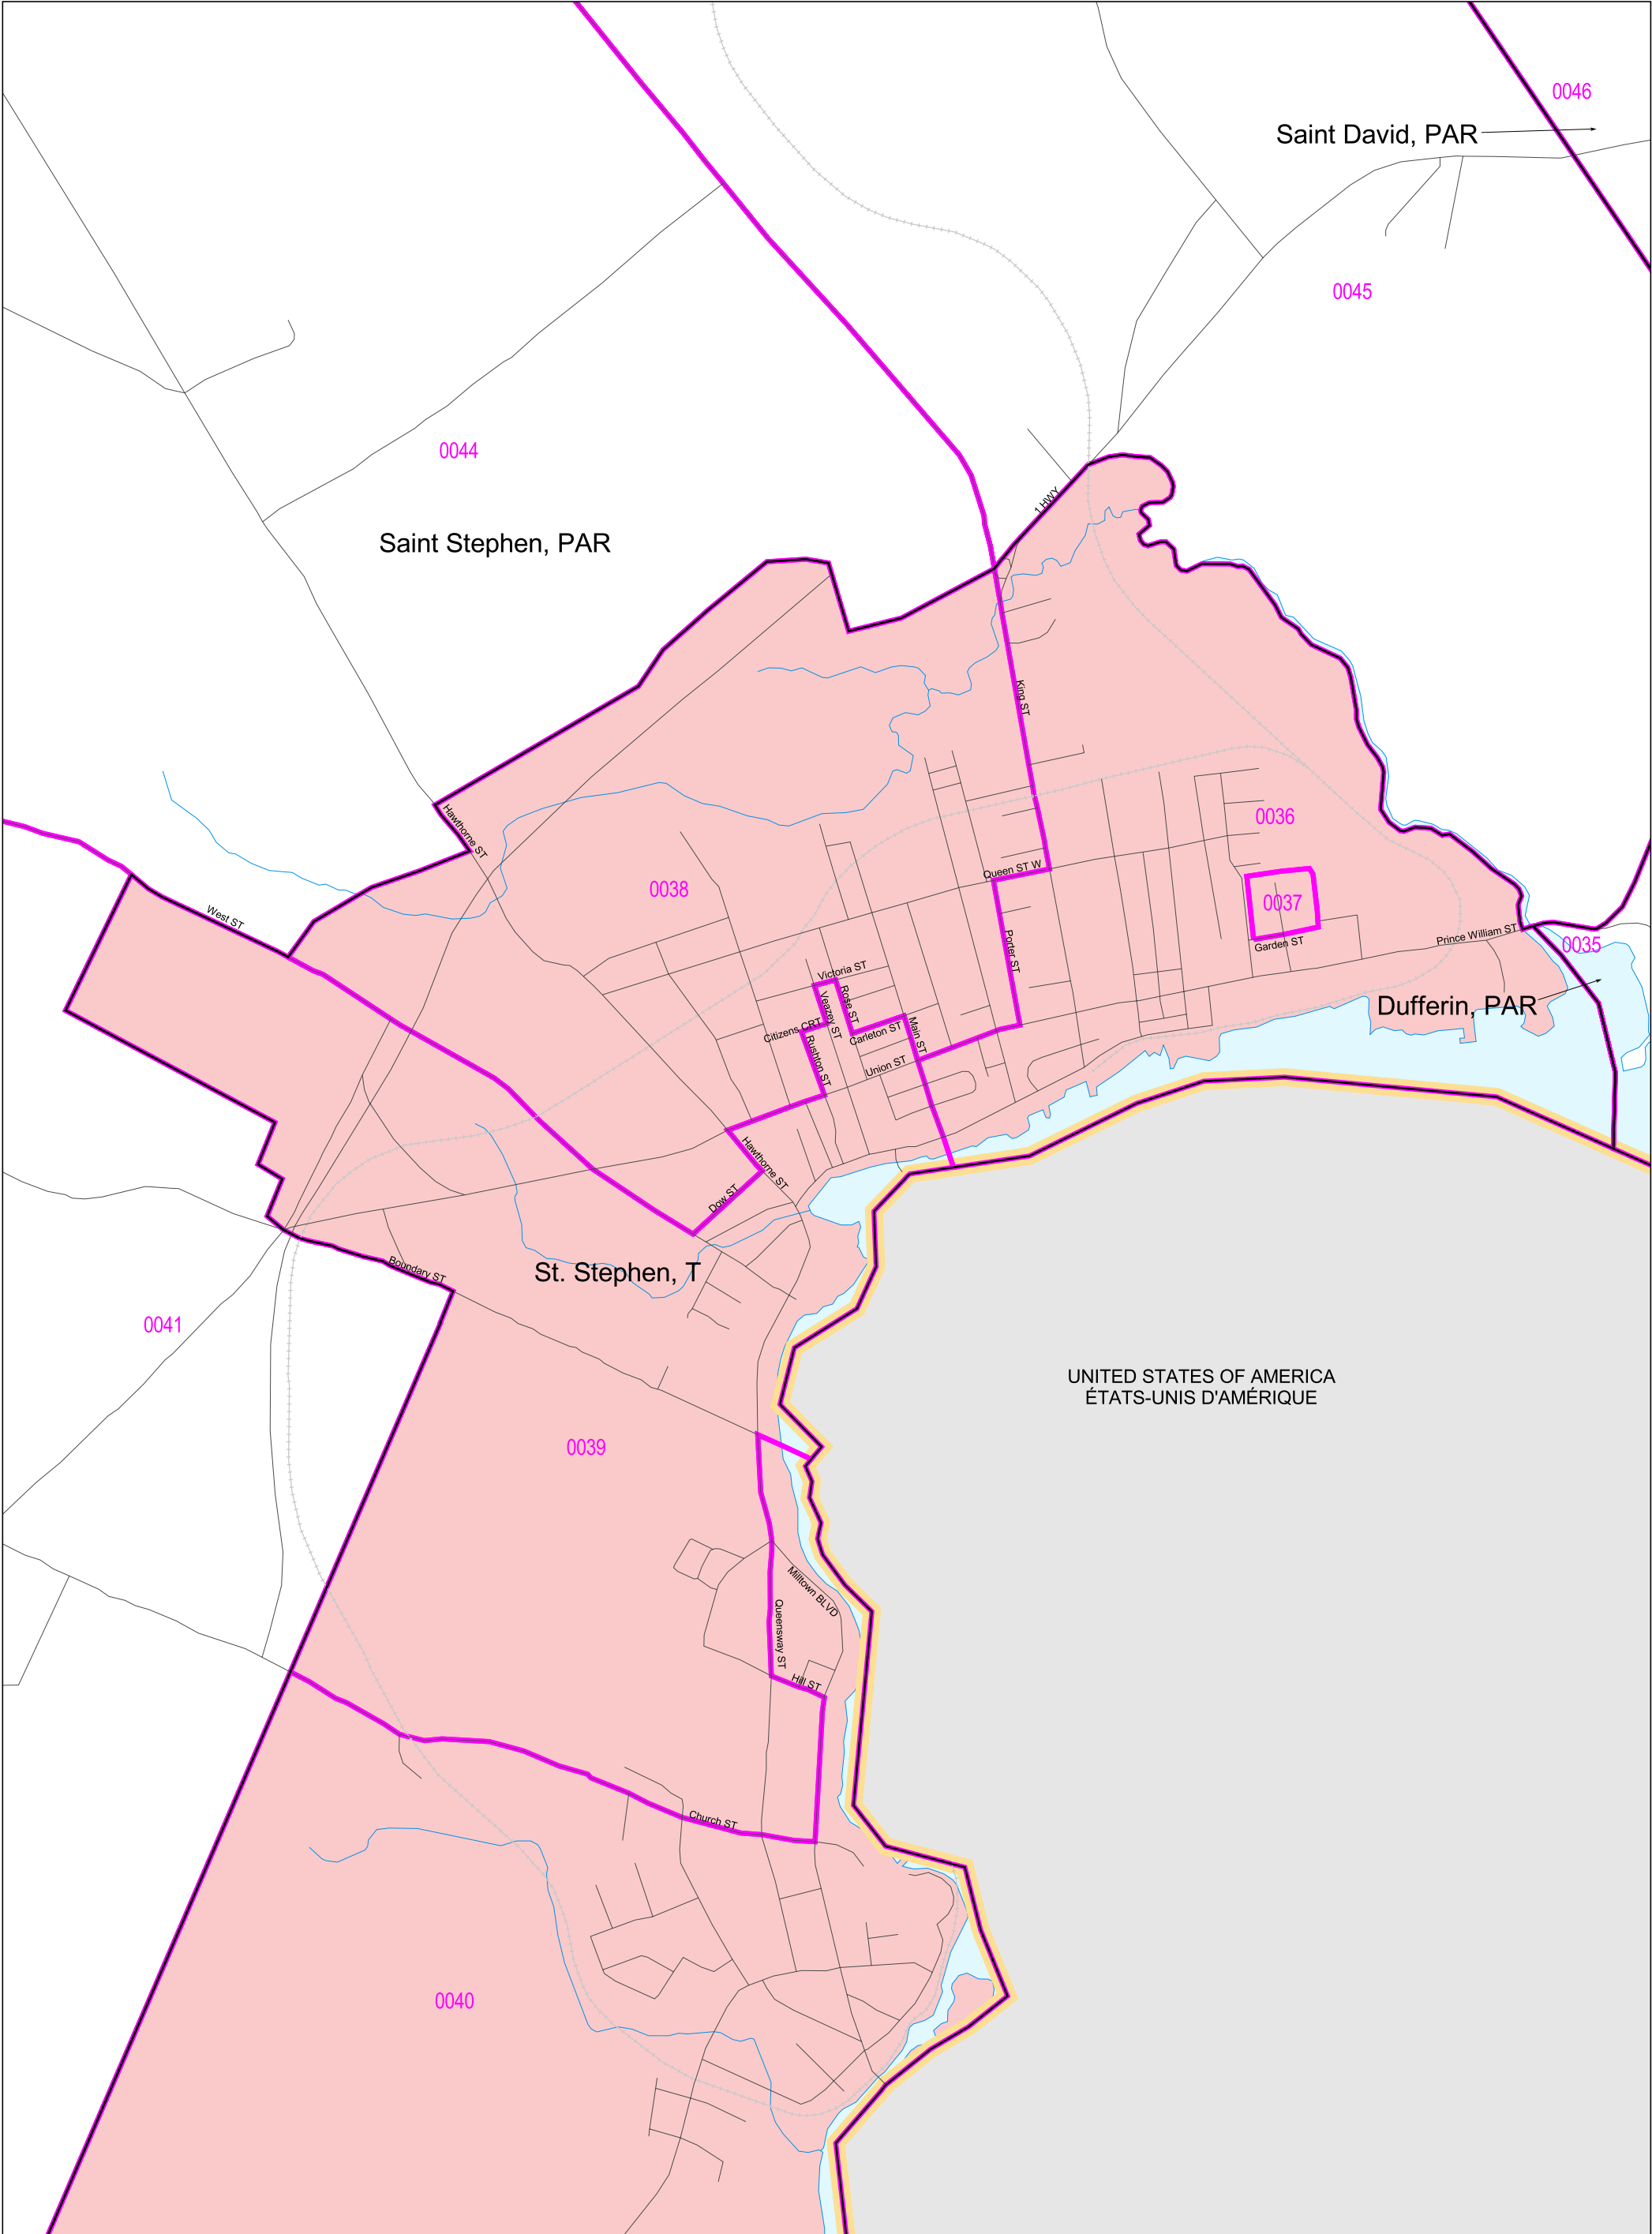 0046
Saint David, PAR
0045
0044
1 HWY
Saint Stephen, PAR
King ST
Hawthorne ST
0036
Queen ST W
0038
0037
West ST
Porter ST
Garden ST
Prince William ST
0035
Victoria ST
Rose ST
Veazey ST
Dufferin, PAR
Citizens CRT
Carleton ST
Main ST
Rushton ST
Union ST
Hawthorne ST
Dow ST
Boundary ST
St. Stephen, T
0041
UNITED STATES OF AMERICA
ÉTATS-UNIS D'AMÉRIQUE
0039
Milltown BLVD
Queensway ST
Hill ST
Church ST
0040